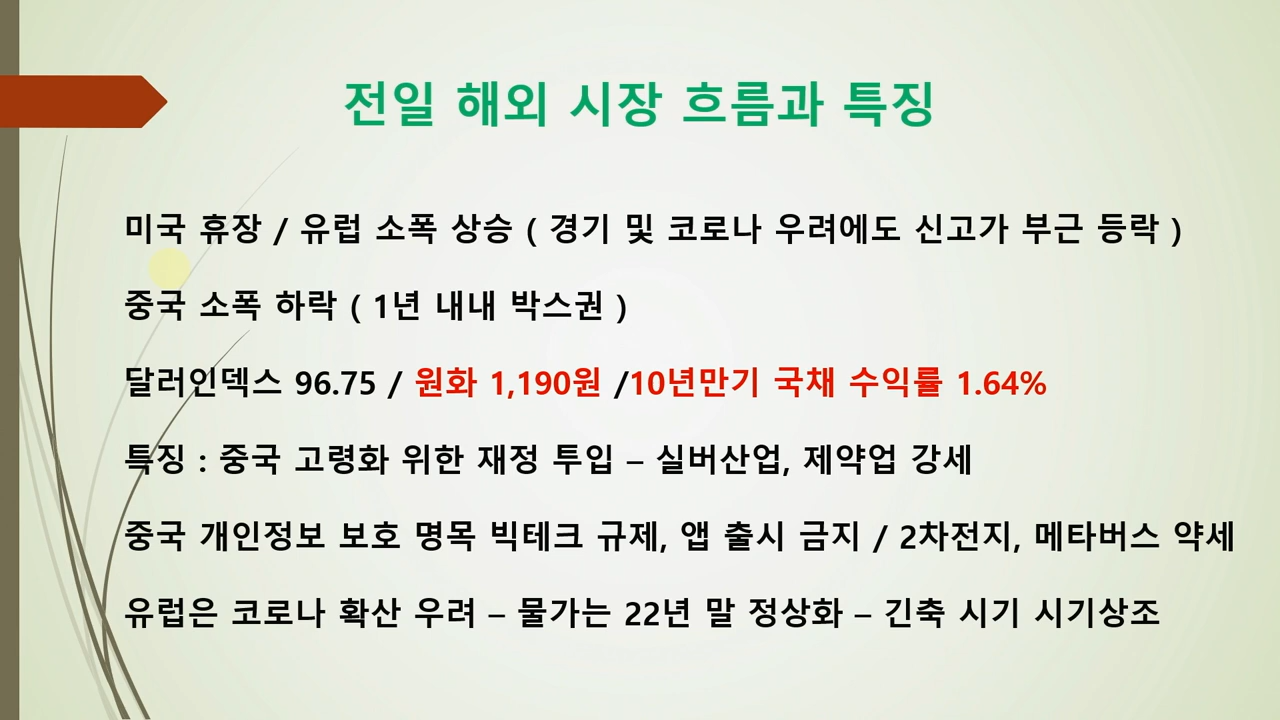 전일 해외 시장 흐름과 특징
미국 휴장 / 유럽 소폭 상승 ( 경기 및 코로나 우려에도 신고가 부근 등락 )
중국 소폭 하락 ( 1년 내내 박스권 )
달러인덱스 96.75 / 원화 1,190원 /10년만기 국채 수익률 1.64%
특징 : 중국 고령화 위한 재정 투입 – 실버산업, 제약업 강세
중국 개인정보 보호 명목 빅테크 규제, 앱 출시 금지 / 2차전지, 메타버스 약세
유럽은 코로나 확산 우려 – 물가는 22년 말 정상화 – 긴축 시기 시기상조